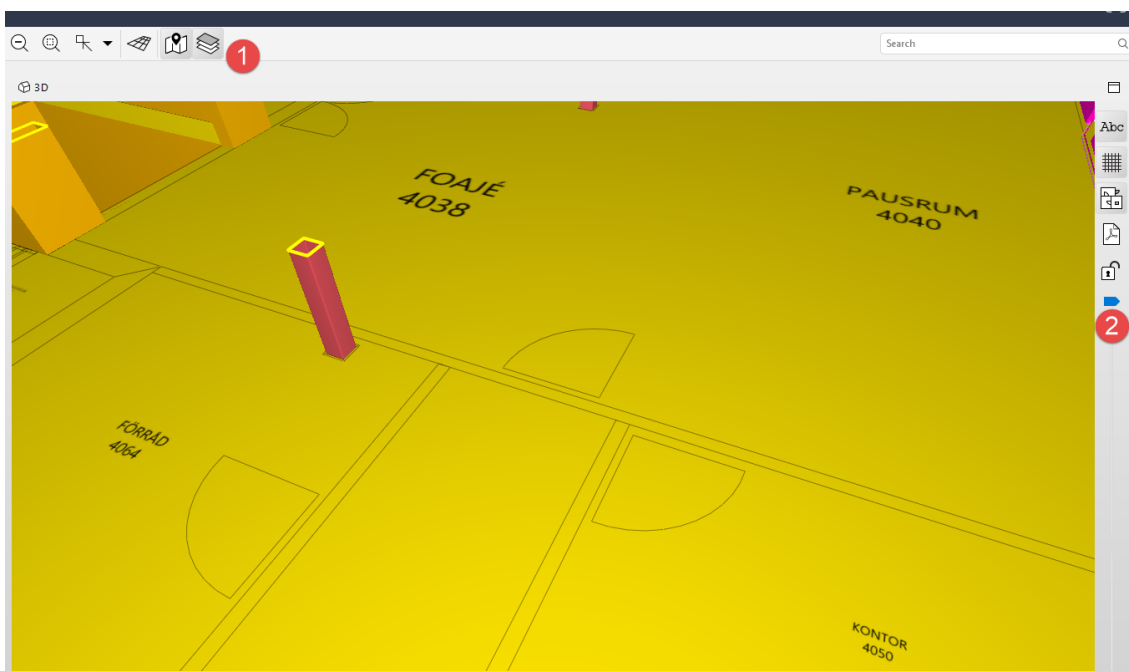 1
Search
3D
Abc
FOAJÉ
4038
PAUSRUM
4040
2
FÖRRÅD
4064
KONTOR
4050